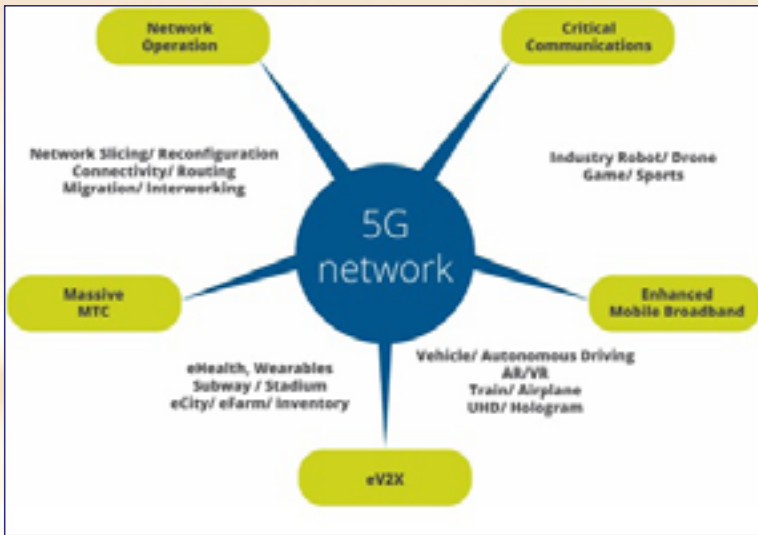 Network
Operation
Critical
Communications
Network Slicing/ Reconfiguration
Connectivity/ Routing
Migration/ Interworking
Industry Robot/ Drone
Game/ Sports
5G
network
Massive
MTC
Enhanced
Mobile Broadband
eHealth, Wearables
Subway / Stadium
eCity/ eFarm/ Inventory
Vehicle/ Autonomous Driving
AR/VR
Train/ Airplane
UHD/ Hologram
eV2X